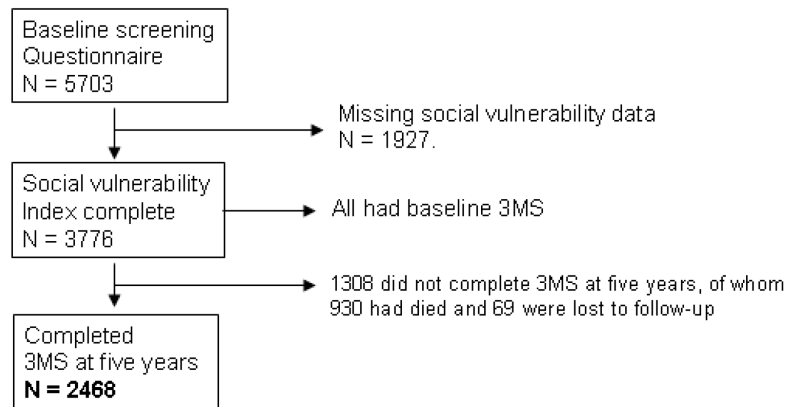 Baseline screening
Questionnaire
N = 5703
Missing social vulnerability data
N = 1927.
Social vulnerability
Index complete
N = 3776
All had baseline 3MS
1308 did not complete 3MS at five years, of whom
930 had died and 69 were lost to follow-up
Completed
3MS at five years
N = 2468